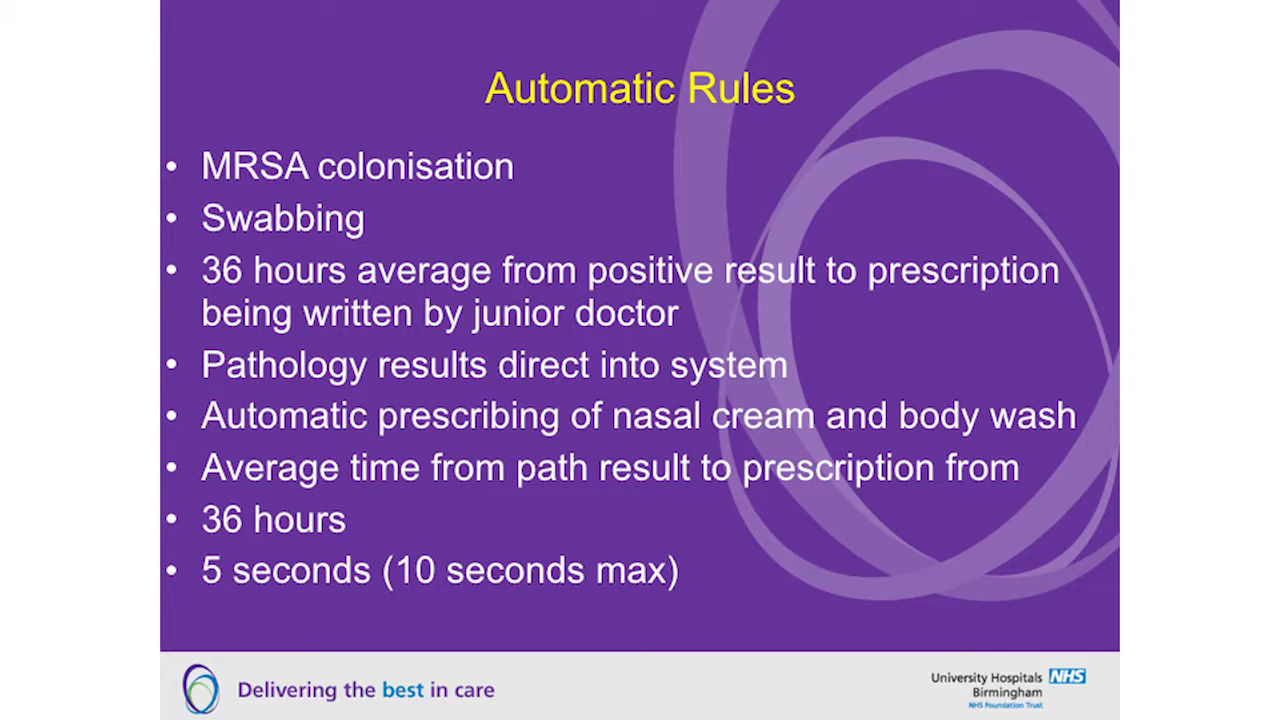 Automatic Rules
• MRSA colonisation
• Swabbing
• 36 hours average from positive result to prescription
being written by junior doctor
• Pathology results direct into system
• Automatic prescribing of nasal cream and body wash
• Average time from path result to prescription from
• 36 hours
• 5 seconds (10 seconds max)
Delivering the best in care
University Hospitals NHS
Birmingham
NHS Foundation Trust